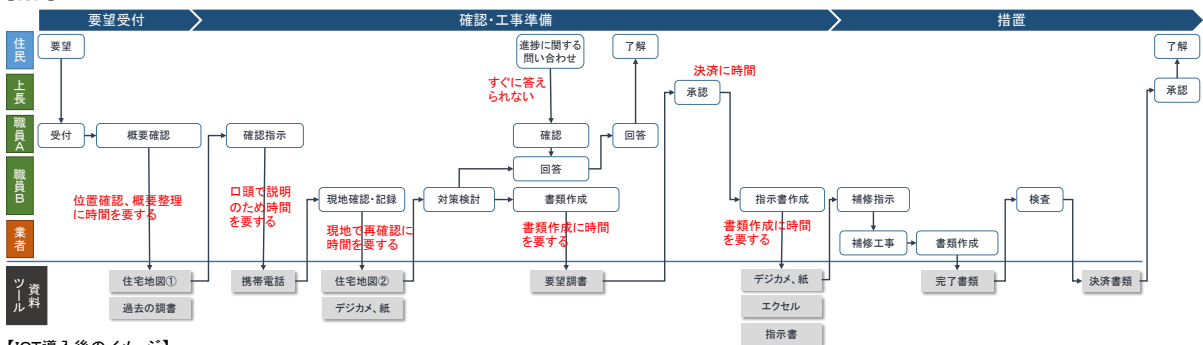 要望受付
確認・工事準備
措置
住民
要望
進捗に関する
問い合わせ
了解
了解
上長
すぐに答え
られない
決済に時間
承認
承認
職員A
受付
概要確認
確認指示
確認
回答
回答
職員B
位置確認、概要整理
に時間を要する
口頭で説明
のため時間
を要する
現地確認・記録
対策検討
書類作成
指示書作成
補修指示
検査
業者
現地で再確認に
時間を要する
書類作成に時間
を要する
書類作成に時間
を要する
補修工事
書類作成
資料
ツール
住宅地図①
過去の調書
携帯電話
住宅地図②
デジカメ、紙
要望調書
デジカメ、紙
エクセル
指示書
完了書類
決済書類